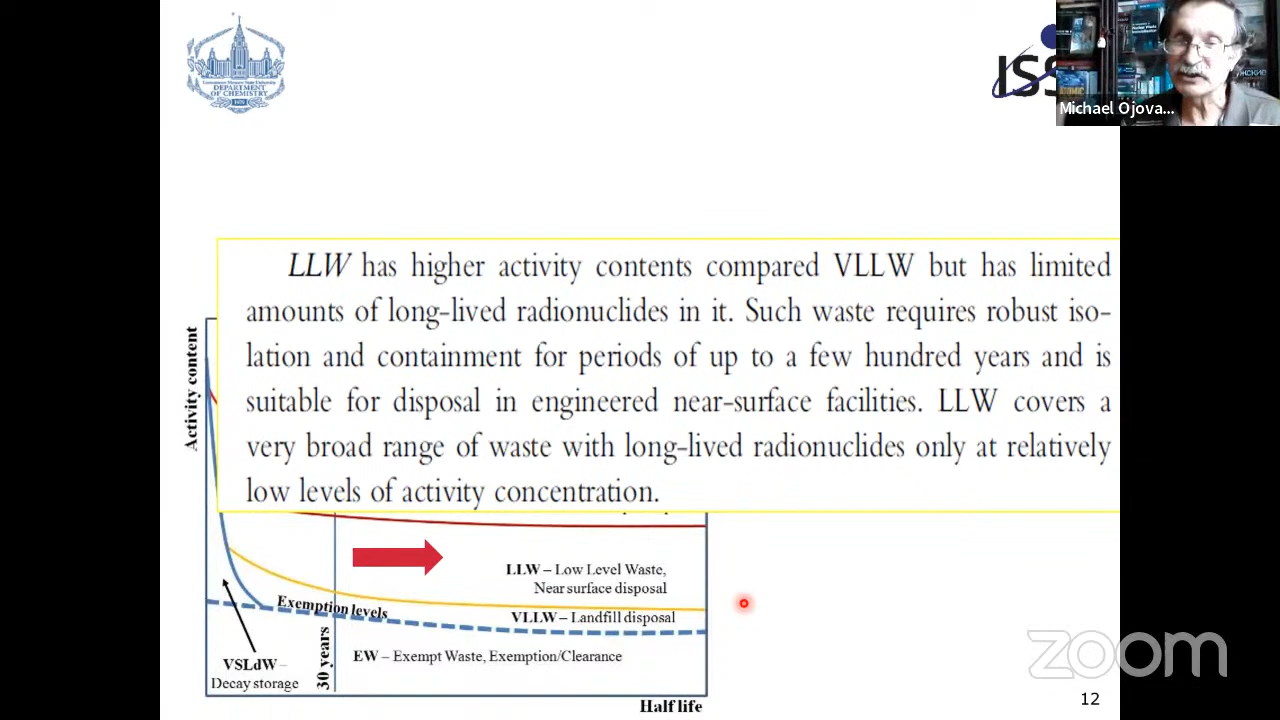 DEPARTMENT
OF CHEMISTRY
ISS
Michael Ojova...
LLW has higher activity contents compared VLLW but has limited
amounts of long-lived radionuclides in it. Such waste requires robust iso-
lation and containment for periods of up to a few hundred years and is
suitable for disposal in engineered near-surface facilities. LLW covers a
very broad range of waste with long-lived radionuclides only at relatively
low levels of activity concentration.
Activity content
LLW – Low Level Waste,
Near surface disposal
Exemption levels
VLLW – Landfill disposal
30 years
EW – Exempt Waste, Exemption/Clearance
VSLdW –
Decay storage
Half life
zoom
12